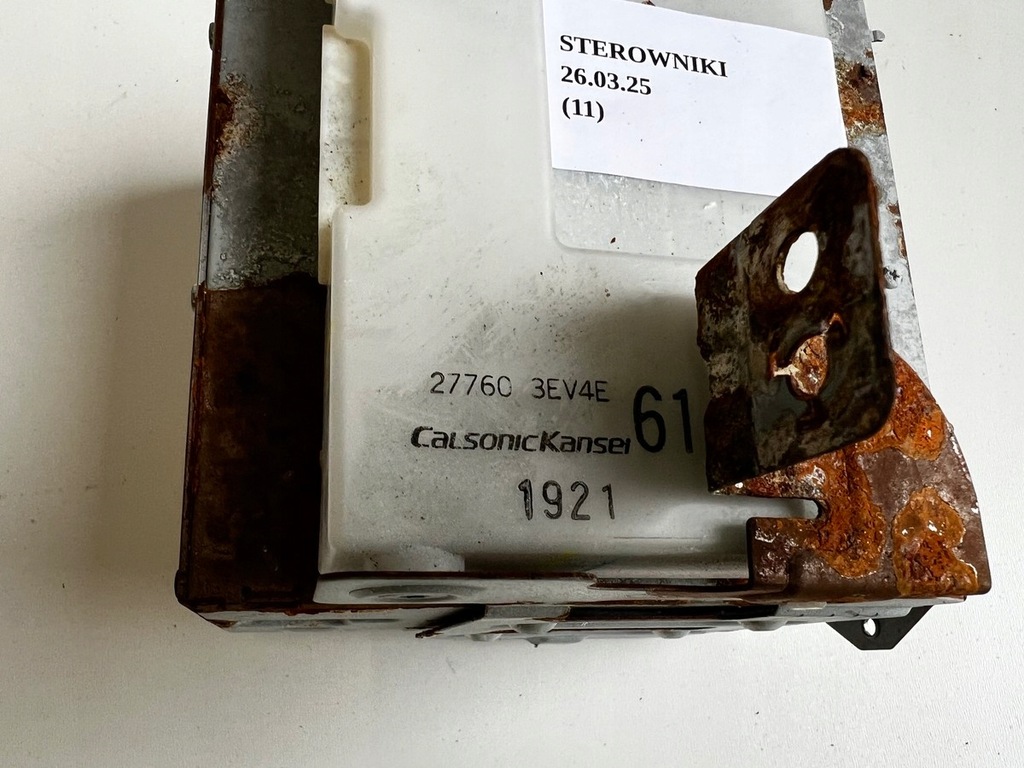 STEROWNIKI
26.03.25
(11)
27760 3EV4E
CALSONICKANSEI 61
1921